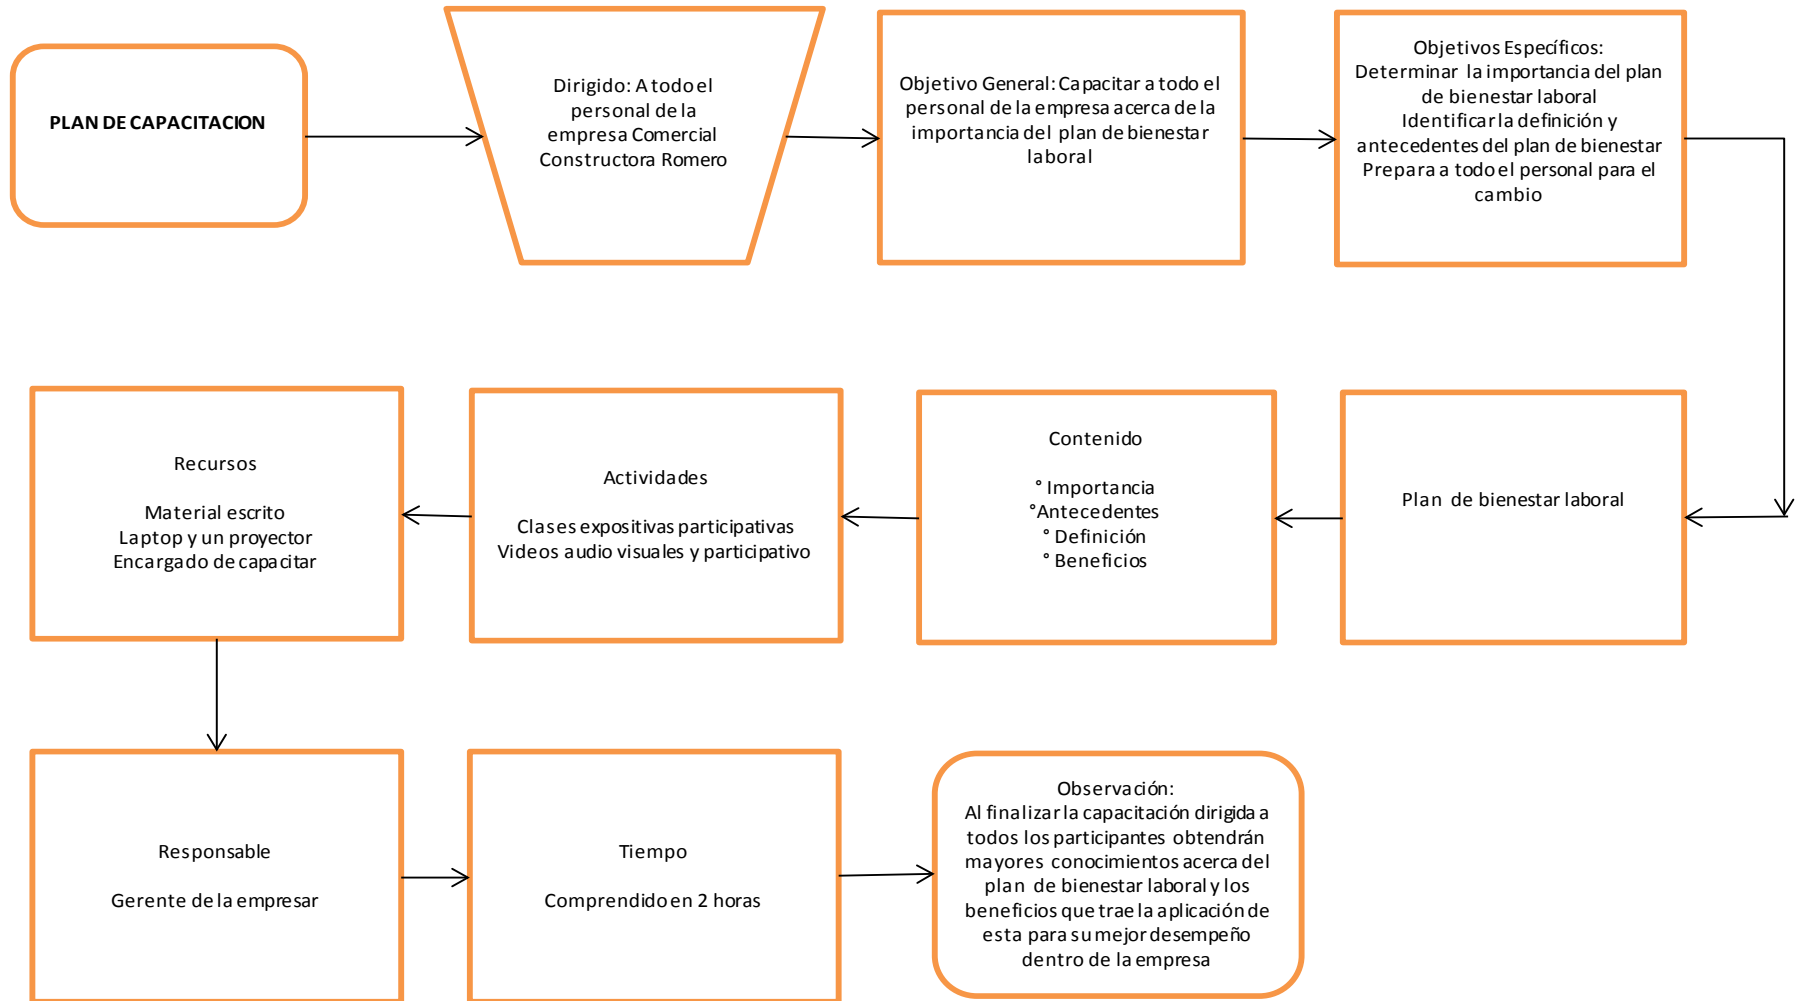 PLAN DE CAPACITACION
Dirigido: A todo el
personal de la
empresa Comercial
Constructora Romero
Objetivo General: Capacitar a todo el
personal de la empresa acerca de la
importancia del plan de bienestar
laboral
Objetivos Específicos:
Determinar la importancia del plan
de bienestar laboral
Identificar la definición y
antecedentes del plan de bienestar
Prepara a todo el personal para el
cambio
Plan de bienestar laboral
Contenido
° Importancia
°Antecedentes
° Definición
° Beneficios
Actividades
Clases expositivas participativas
Videos audio visuales y participativo
Recursos
Material escrito
Laptop y un proyector
Encargado de capacitar
Responsable
Gerente de la empresar
Tiempo
Comprendido en 2 horas
Observación:
Al finalizar la capacitación dirigida a
todos los participantes obtendrán
mayores conocimientos acerca del
plan de bienestar laboral y los
beneficios que trae la aplicación de
esta para su mejor desempeño
dentro de la empresa